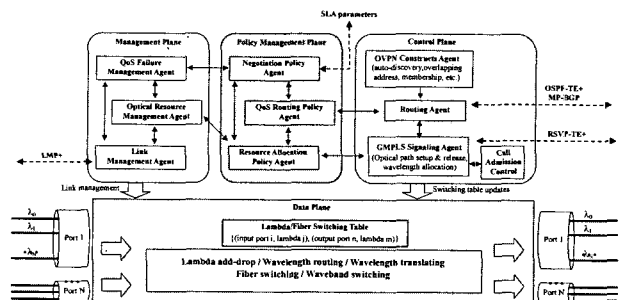 SLA parameters
Management Plane
QoS Failure
Management Agent
Optical Resource
Management Agent
Link
Management Agent
Policy Management Plane
Negotiation Policy
Agent
QoS Routing Policy
Agent
Resource Allocation
Policy Agent
Control Plane
OVPN Constructs Agent
(auto-discovery,overlapping
address, membership, etc.)
Routing Agent
GMPLS Signaling Agent
(Optical path setup & release,
wavelength allocation)
Call
Admission
Control
OSPF-TE+
MP-BGP
RSVP-TE+
LMP+
Link management
Switching table updates
Data Plane
Lambda/Fiber Switching Table
{(input port i, lambda j), (output port n, lambda m)}
Lambda add-drop / Wavelength routing / Wavelength translating
Fiber switching / Waveband switching
λ0
λ1
Port 1
Port N
λ0
λ1
Port 1
Port N